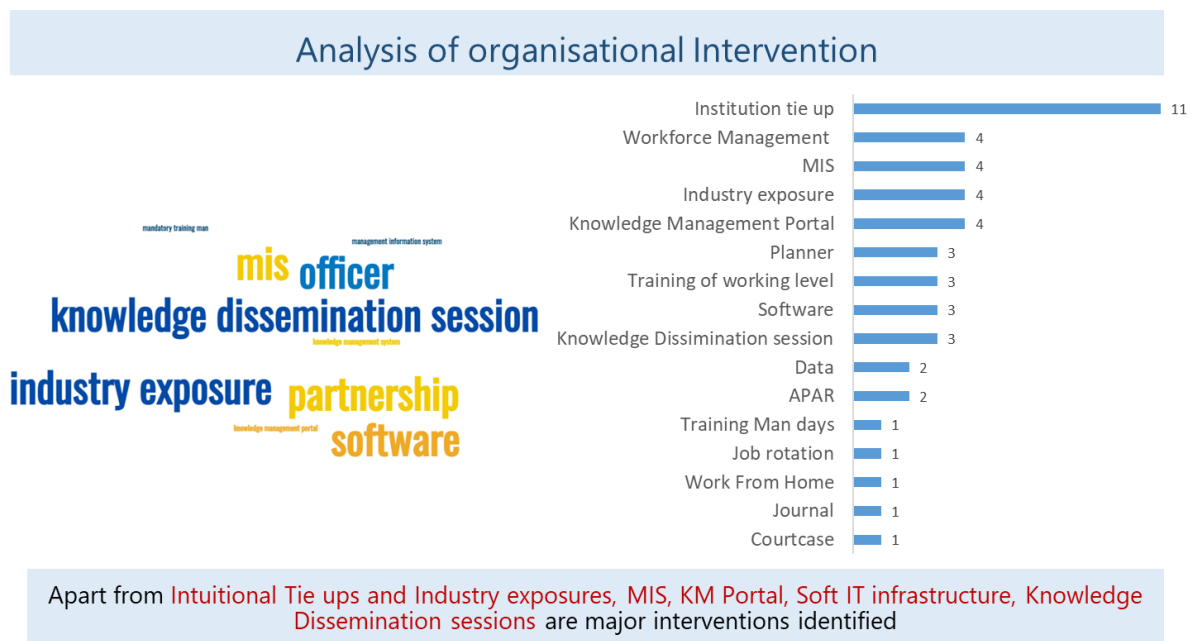 Analysis of organisational Intervention
mandatory training man
management information system
mis
officer
knowledge dissemination session
knowledge management system
industry exposure
partnership
knowledge management portal
software
Institution tie up 11
Workforce Management 4
MIS 4
Industry exposure 4
Knowledge Management Portal 4
Planner 3
Training of working level 3
Software 3
Knowledge Dissimination session 3
Data 2
APAR 2
Training Man days 1
Job rotation 1
Work From Home 1
Journal 1
Courtcase 1
Apart from Intuitional Tie ups and Industry exposures, MIS, KM Portal, Soft IT infrastructure, Knowledge
Dissemination sessions are major interventions identified